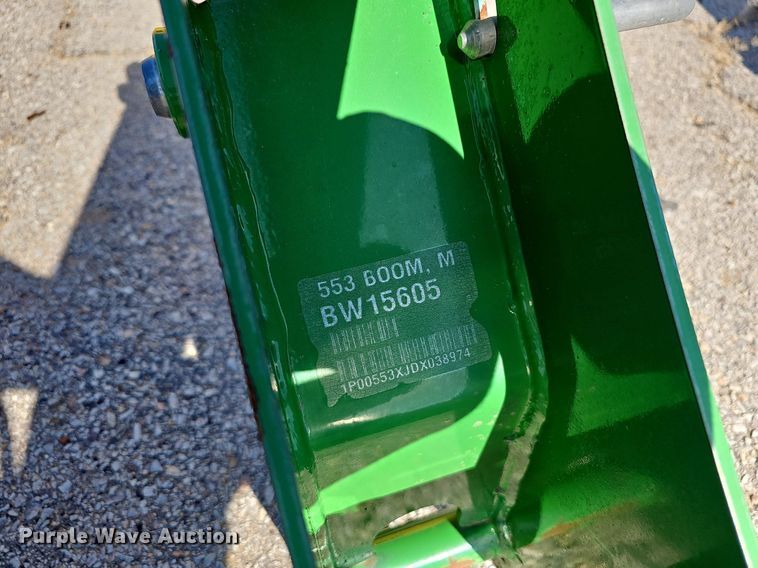 553 BOOM, M
BW15605
1P00553XJDX038974
Purple Wave Auction